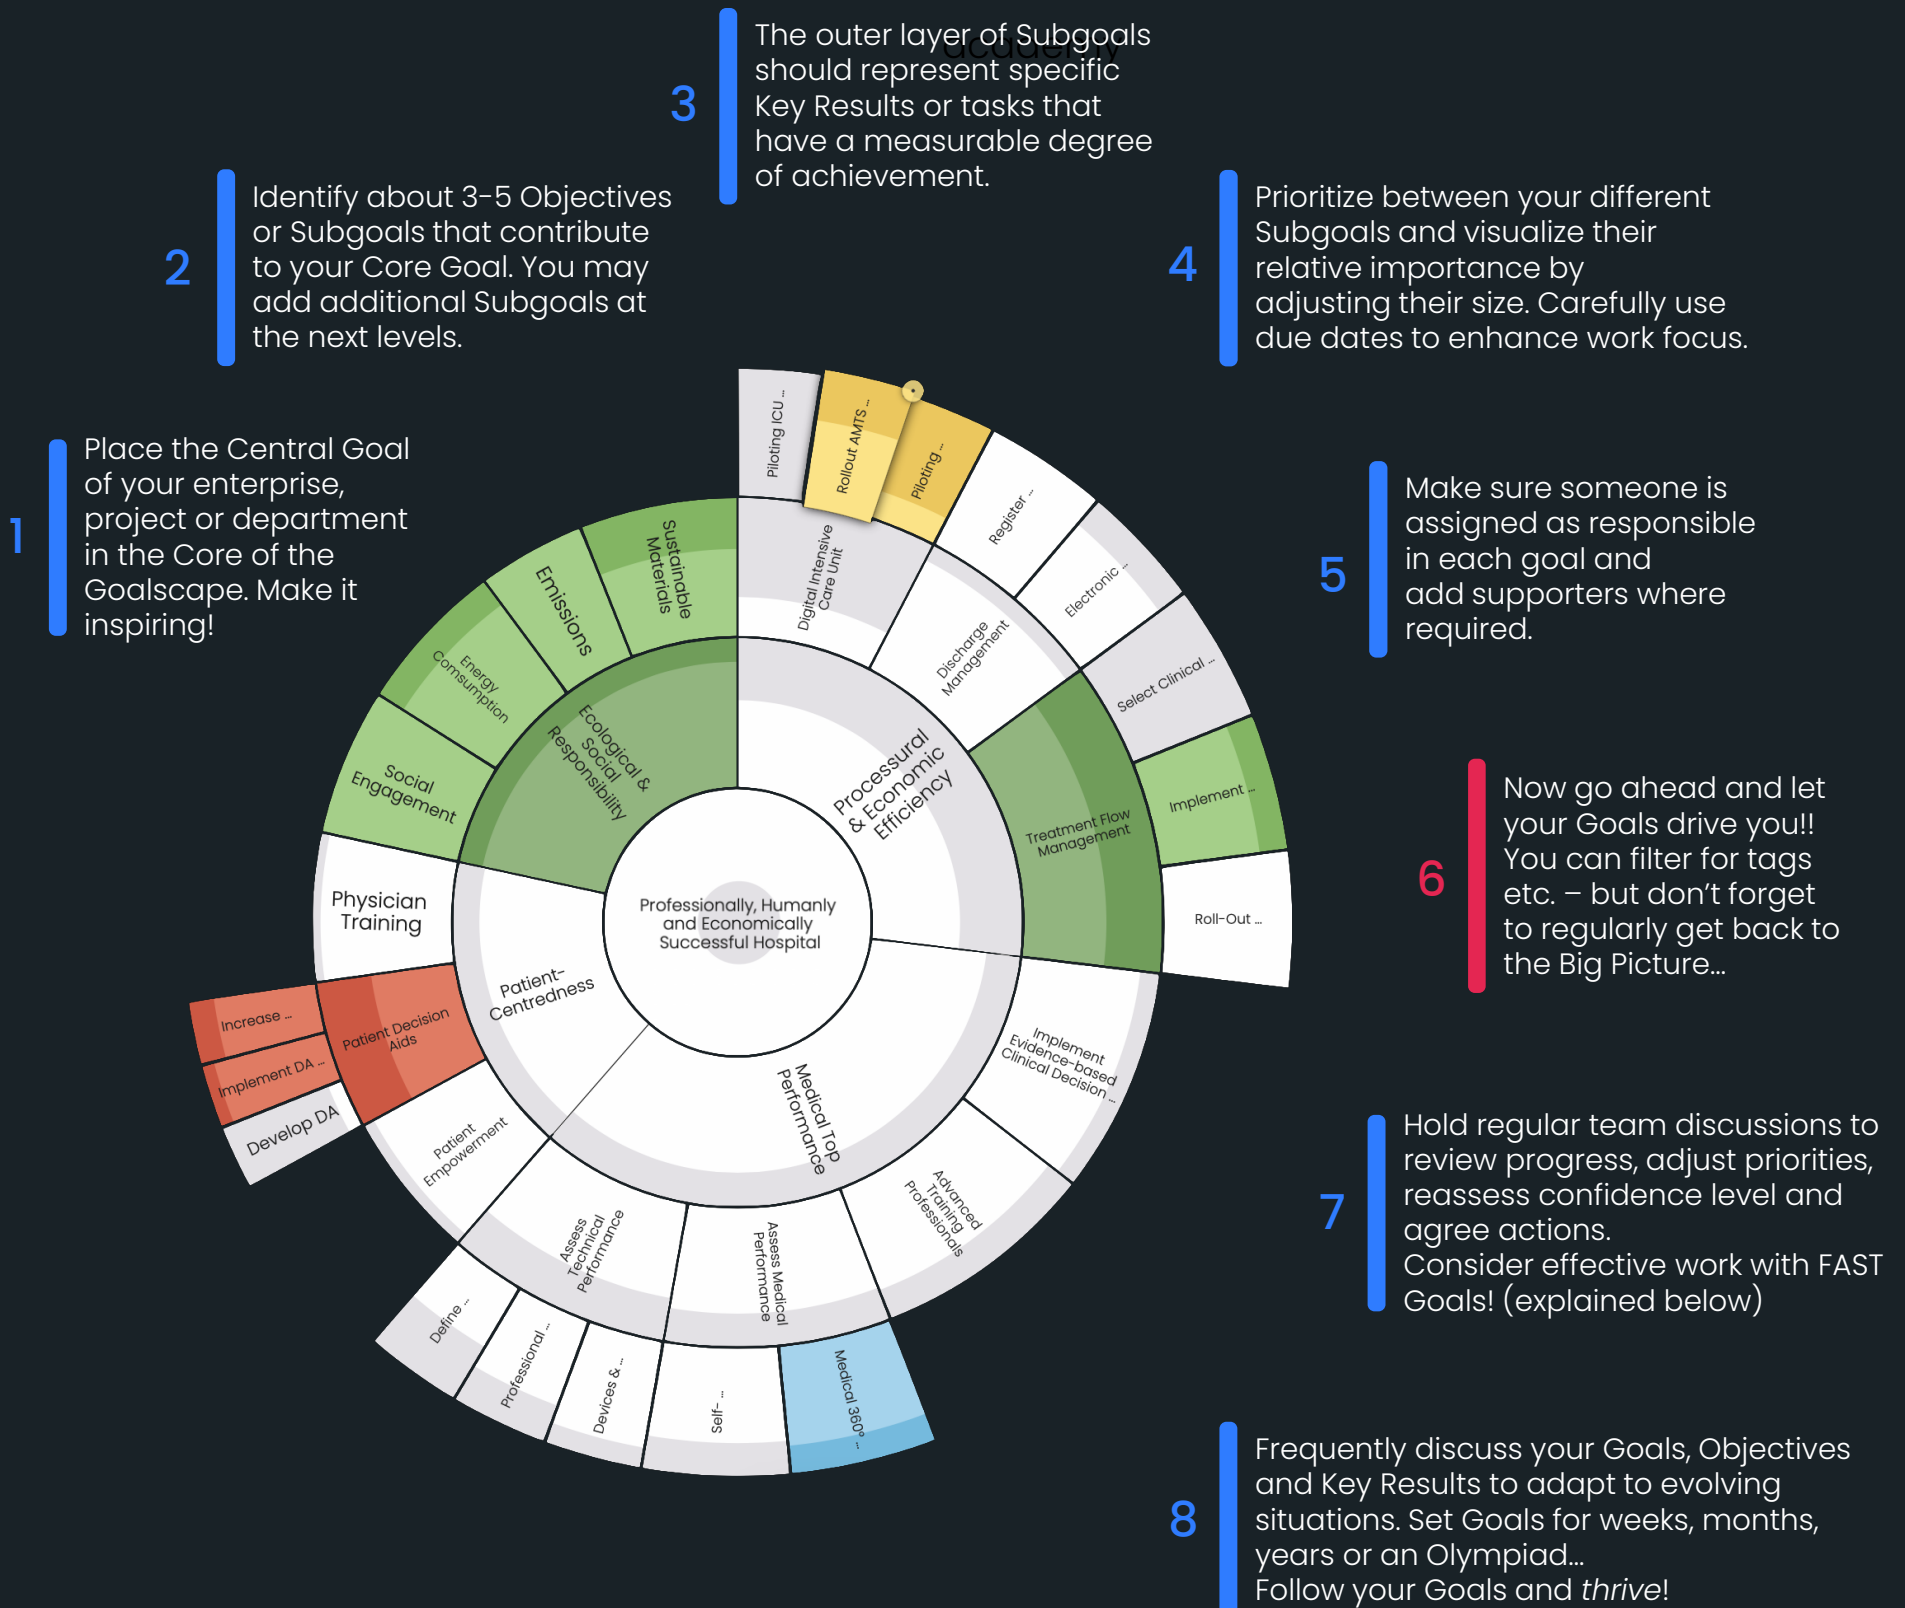 academy
3
The outer layer of Subgoals
should represent specific
Key Results or tasks that
have a measurable degree
of achievement.
2
Identify about 3-5 Objectives
or Subgoals that contribute
to your Core Goal. You may
add additional Subgoals at
the next levels.
4
Prioritize between your different
Subgoals and visualize their
relative importance by
adjusting their size. Carefully use
due dates to enhance work focus.
1
Place the Central Goal
of your enterprise,
project or department
in the Core of the
Goalscape. Make it
inspiring!
5
Make sure someone is
assigned as responsible
in each goal and
add supporters where
required.
6
Now go ahead and let
your Goals drive you!!
You can filter for tags
etc. – but don't forget
to regularly get back to
the Big Picture...
7
Hold regular team discussions to
review progress, adjust priorities,
reassess confidence level and
agree actions.
Consider effective work with FAST
Goals! (explained below)
8
Frequently discuss your Goals, Objectives
and Key Results to adapt to evolving
situations. Set Goals for weeks, months,
years or an Olympiad...
Follow your Goals and thrive!
Professionally, Humanly
and Economically
Successful Hospital
Processural
& Economic
Efficiency
Medical Top
Performance
Patient-
Centredness
Ecological &
Social
Responsibility
Digital Intensive
Care Unit
Discharge
Management
Treatment Flow
Management
Implement
Evidence-based
Clinical Decision ...
Advanced
Training
Professionals
Assess Medical
Performance
Assess
Technical
Performance
Patient
Empowerment
Patient Decision
Aids
Physician
Training
Social
Engagement
Energy
Comsumption
Emissions
Sustainable
Materials
Piloting ICU ...
Rollout AMTS ...
Piloting ...
Register ...
Electronic ...
Select Clinical ...
Implement ...
Roll-Out ...
Medical 360° ...
Self- ...
Devices & ...
Professional ...
Define ...
Develop DA
Implement DA ...
Increase ...